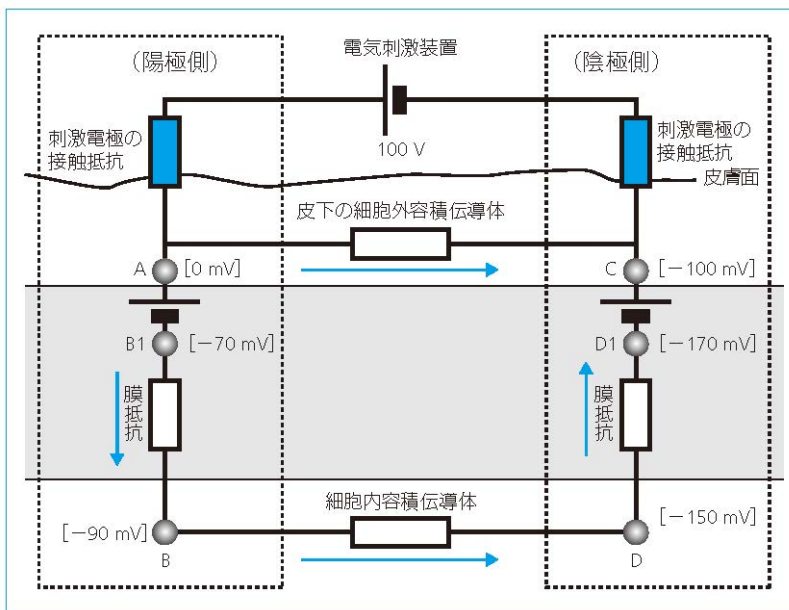 (陽極側)
電気刺激装置
(陰極側)
刺激電極の
接触抵抗
100 V
刺激電極の
接触抵抗
皮膚面
皮下の細胞外容積伝導体
A
[0 mV]
C
[−100 mV]
B1
[−70 mV]
D1
[−170 mV]
膜抵抗
膜抵抗
細胞内容積伝導体
[−90 mV]
[−150 mV]
B
D